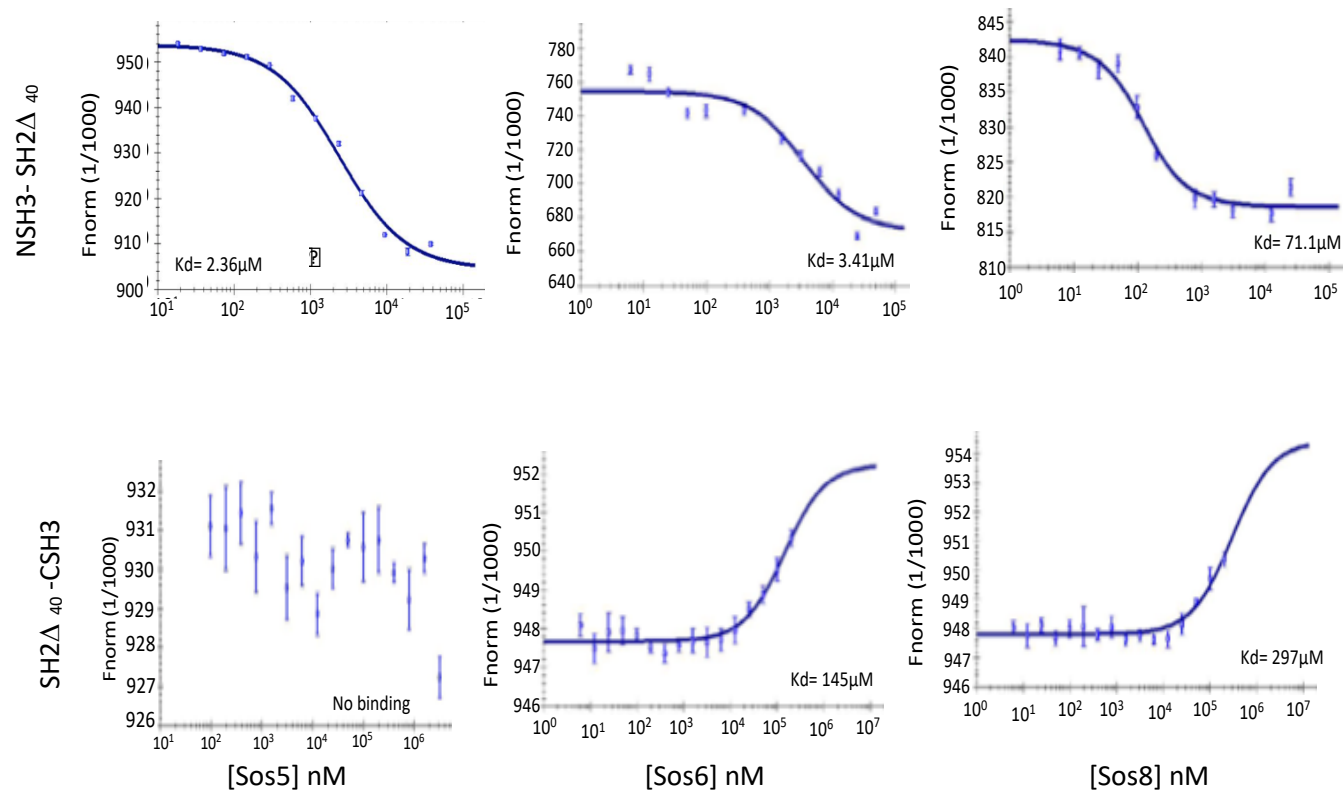 NSH3- SH2Δ 40
Fnorm (1/1000)
950
940
930
920
910
900
Kd= 2.36μM
?
10¹ 10² 10³ 10⁴ 10⁵
Fnorm (1/1000)
780
760
740
720
700
680
660
640
Kd= 3.41μM
10⁰ 10¹ 10² 10³ 10⁴ 10⁵
Fnorm (1/1000)
845
840
830
825
820
815
810
Kd= 71.1μM
10⁰ 10¹ 10² 10³ 10⁴ 10⁵
SH2Δ 40 -CSH3
Fnorm (1/1000)
932
931
930
929
928
927
926
No binding
10¹ 10² 10³ 10⁴ 10⁵ 10⁶
[Sos5] nM
Fnorm (1/1000)
952
951
950
949
948
947
946
Kd= 145μM
10⁰ 10¹ 10² 10³ 10⁴ 10⁵ 10⁶ 10⁷
[Sos6] nM
Fnorm (1/1000)
954
953
952
951
950
949
948
947
946
Kd= 297μM
10⁰ 10¹ 10² 10³ 10⁴ 10⁵ 10⁶ 10⁷
[Sos8] nM